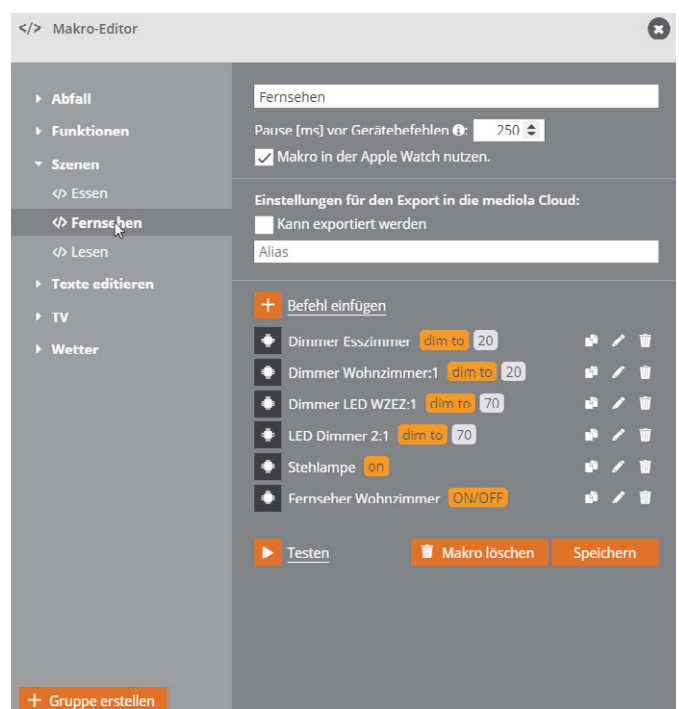 </> Makro-Editor
Abfall
Funktionen
Szenen
</> Essen
</> Fernsehen
</> Lesen
Texte editieren
TV
Wetter
+ Gruppe erstellen
Fernsehen
Pause [ms] vor Gerätebefehlen i: 250
Makro in der Apple Watch nutzen.
Einstellungen für den Export in die mediola Cloud:
Kann exportiert werden
Alias
+ Befehl einfügen
Dimmer Esszimmer dim to 20
Dimmer Wohnzimmer:1 dim to 20
Dimmer LED WZEZ:1 dim to 70
LED Dimmer 2:1 dim to 70
Stehlampe on
Fernseher Wohnzimmer ON/OFF
Testen Makro löschen Speichern